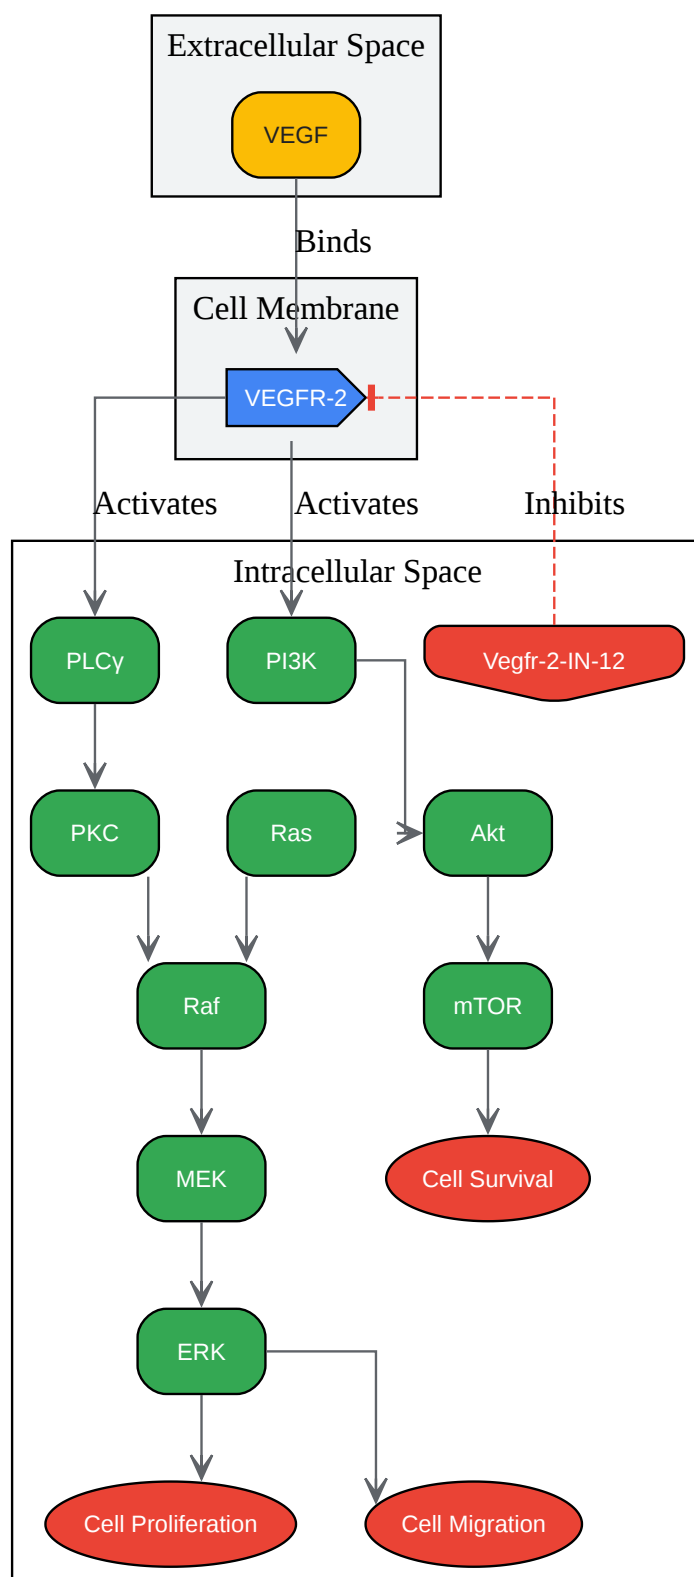 Extracellular Space
VEGF
Binds
Cell Membrane
VEGFR-2
Activates
Activates
Inhibits
Intracellular Space
PLCγ
PI3K
Vegfr-2-IN-12
PKC
Ras
Akt
Raf
mTOR
MEK
Cell Survival
ERK
Cell Proliferation
Cell Migration